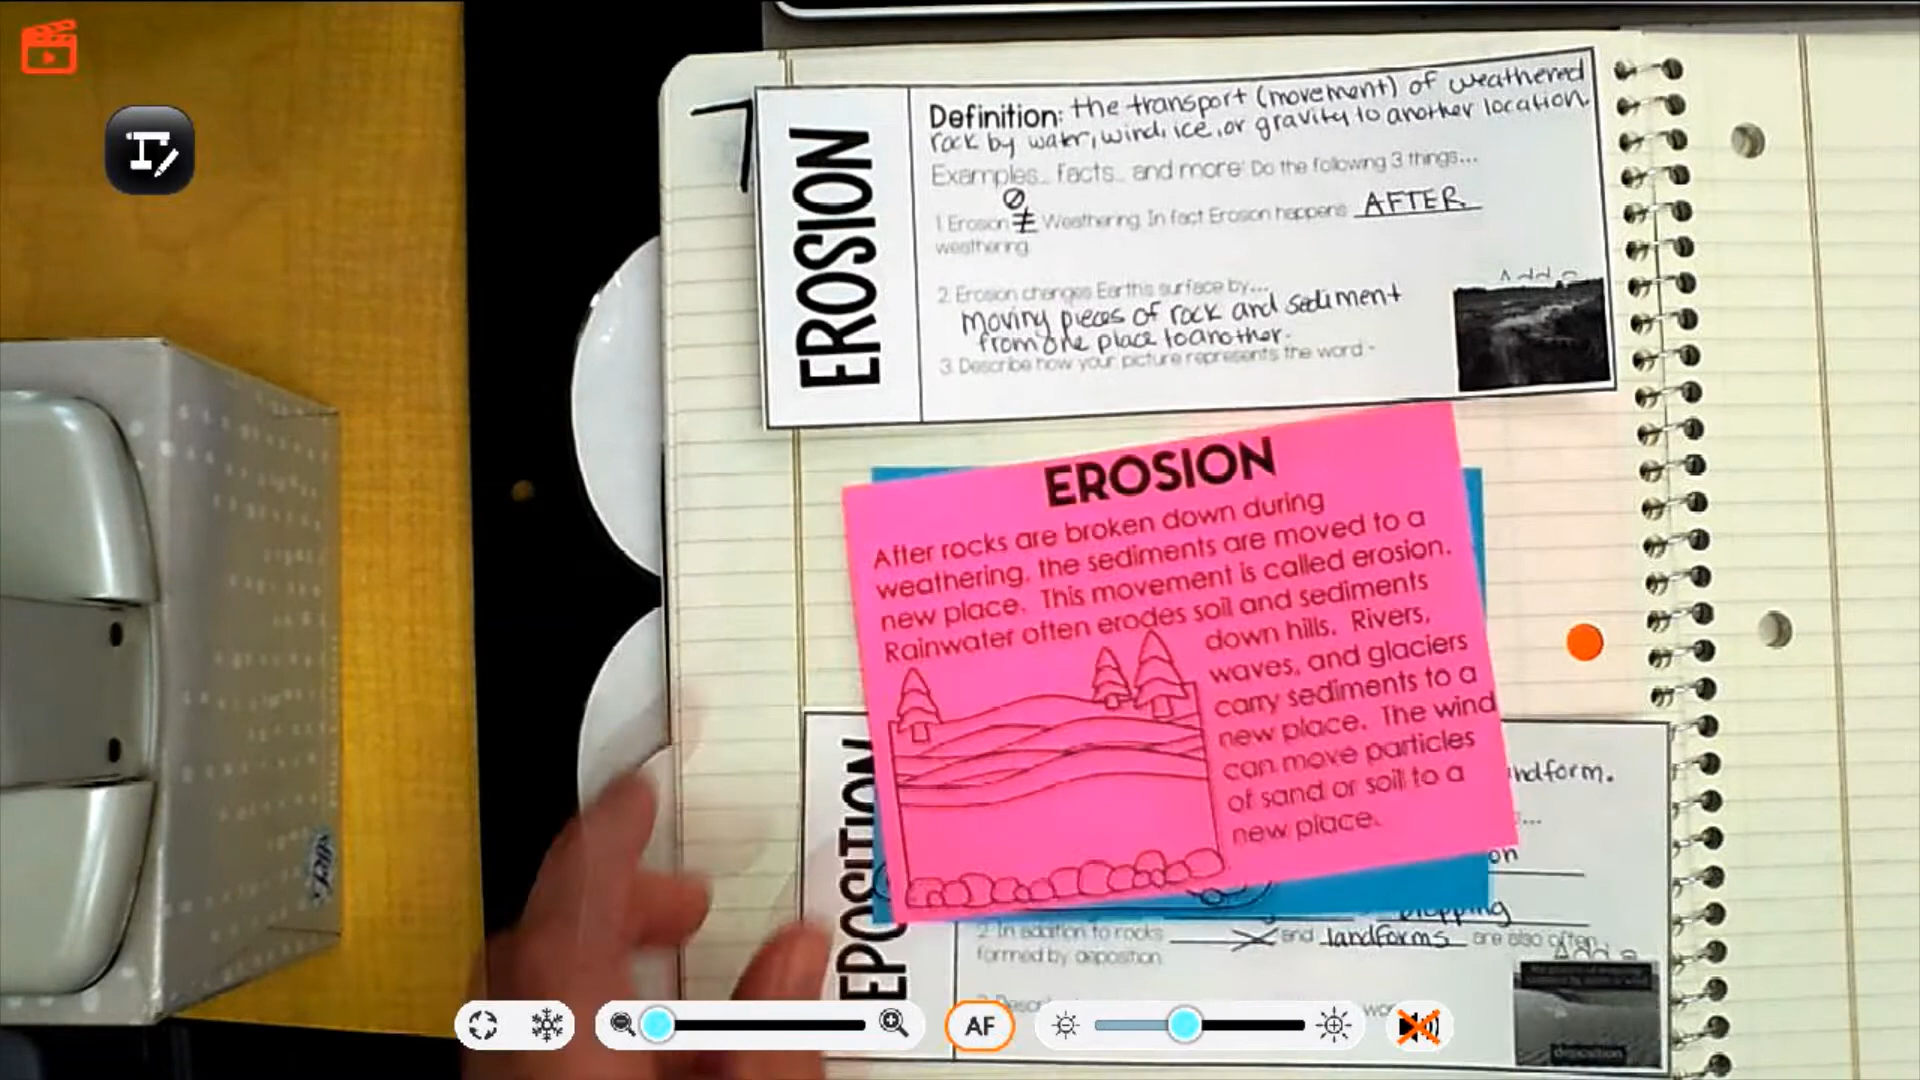 EROSION
Definition: the transport (movement) of weathered
rock by water, wind, ice, or gravity to another location.
Examples... facts... and more! Do the following 3 things...
1. Erosion ≠ Weathering. In fact Erosion happens AFTER
weathering.
2. Erosion changes Earth's surface by...
moving pieces of rock and sediment
from one place to another.
3. Describe how your picture represents the word -
EROSION
After rocks are broken down during
weathering, the sediments are moved to a
new place. This movement is called erosion.
Rainwater often erodes soil and sediments
down hills. Rivers,
waves, and glaciers
carry sediments to a
new place. The wind
can move particles
of sand or soil to a
new place.
EPOSITION
ndform.
on
2. In addition to rocks and landforms are also often
formed by deposition.
deposition
AF